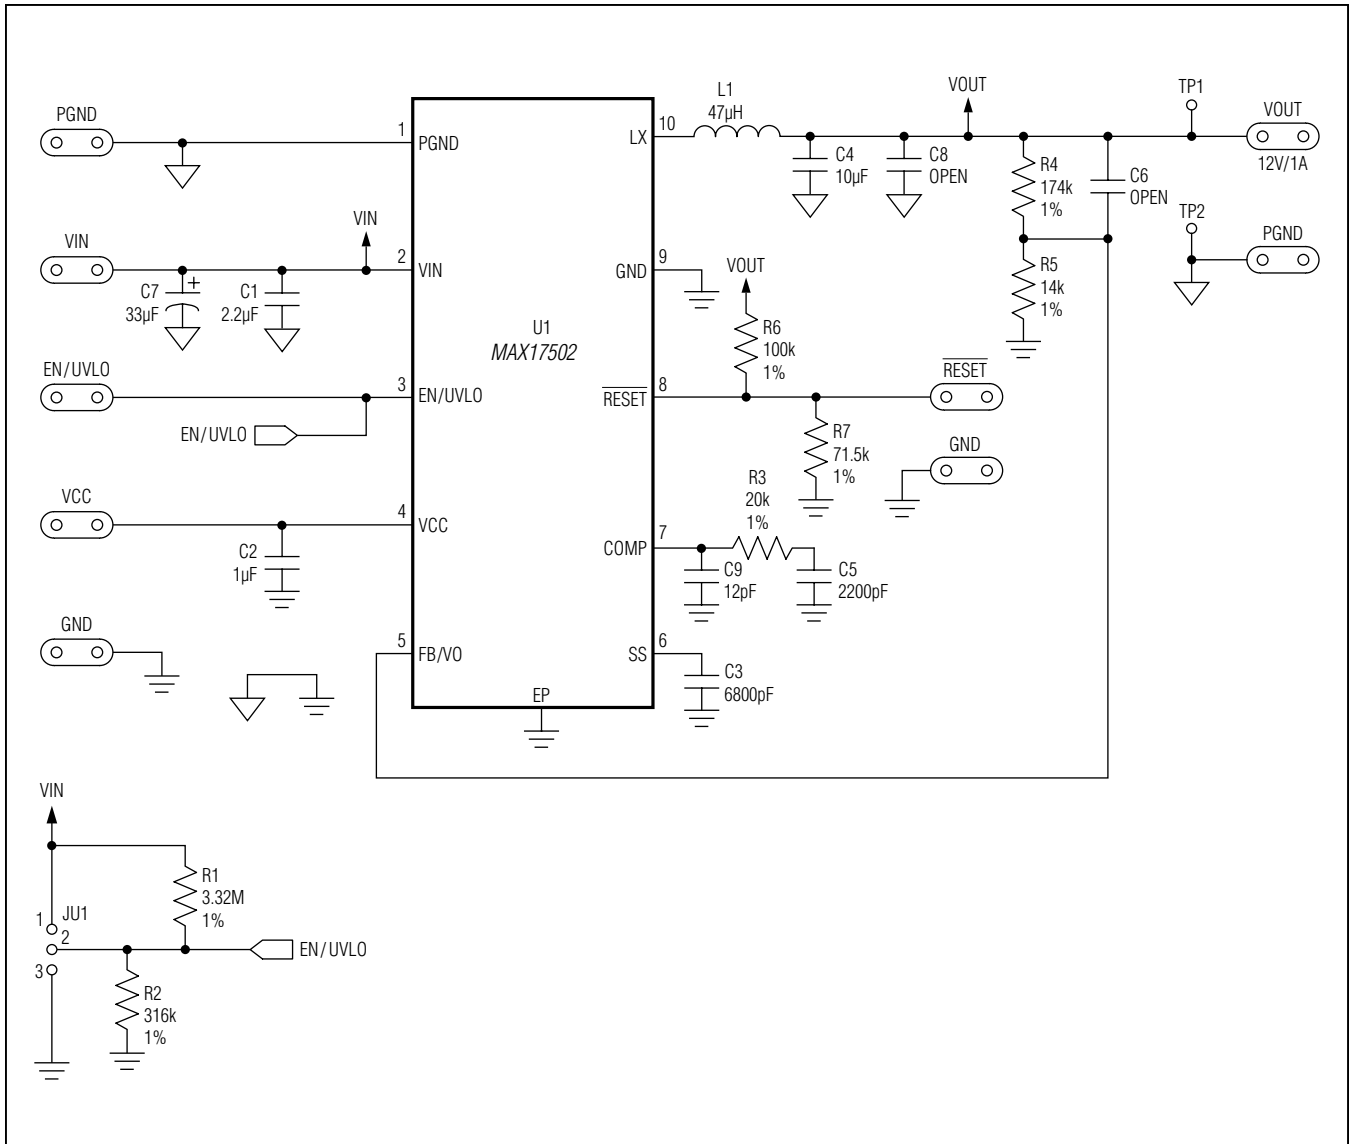 PGND
VIN
VIN
C7
33µF
+
C1
2.2µF
EN/UVLO
EN/UVLO
VCC
C2
1µF
GND
1
PGND
2
VIN
3
EN/UVLO
4
VCC
5
FB/VO
U1
MAX17502
EP
10
LX
9
GND
8
RESET
7
COMP
6
SS
L1
47µH
C4
10µF
C8
OPEN
VOUT
R4
174k
1%
C6
OPEN
TP1
VOUT
12V/1A
TP2
PGND
R5
14k
1%
VOUT
R6
100k
1%
RESET
R7
71.5k
1%
GND
R3
20k
1%
C9
12pF
C5
2200pF
C3
6800pF
VIN
R1
3.32M
1%
1
JU1
2
3
EN/UVLO
R2
316k
1%